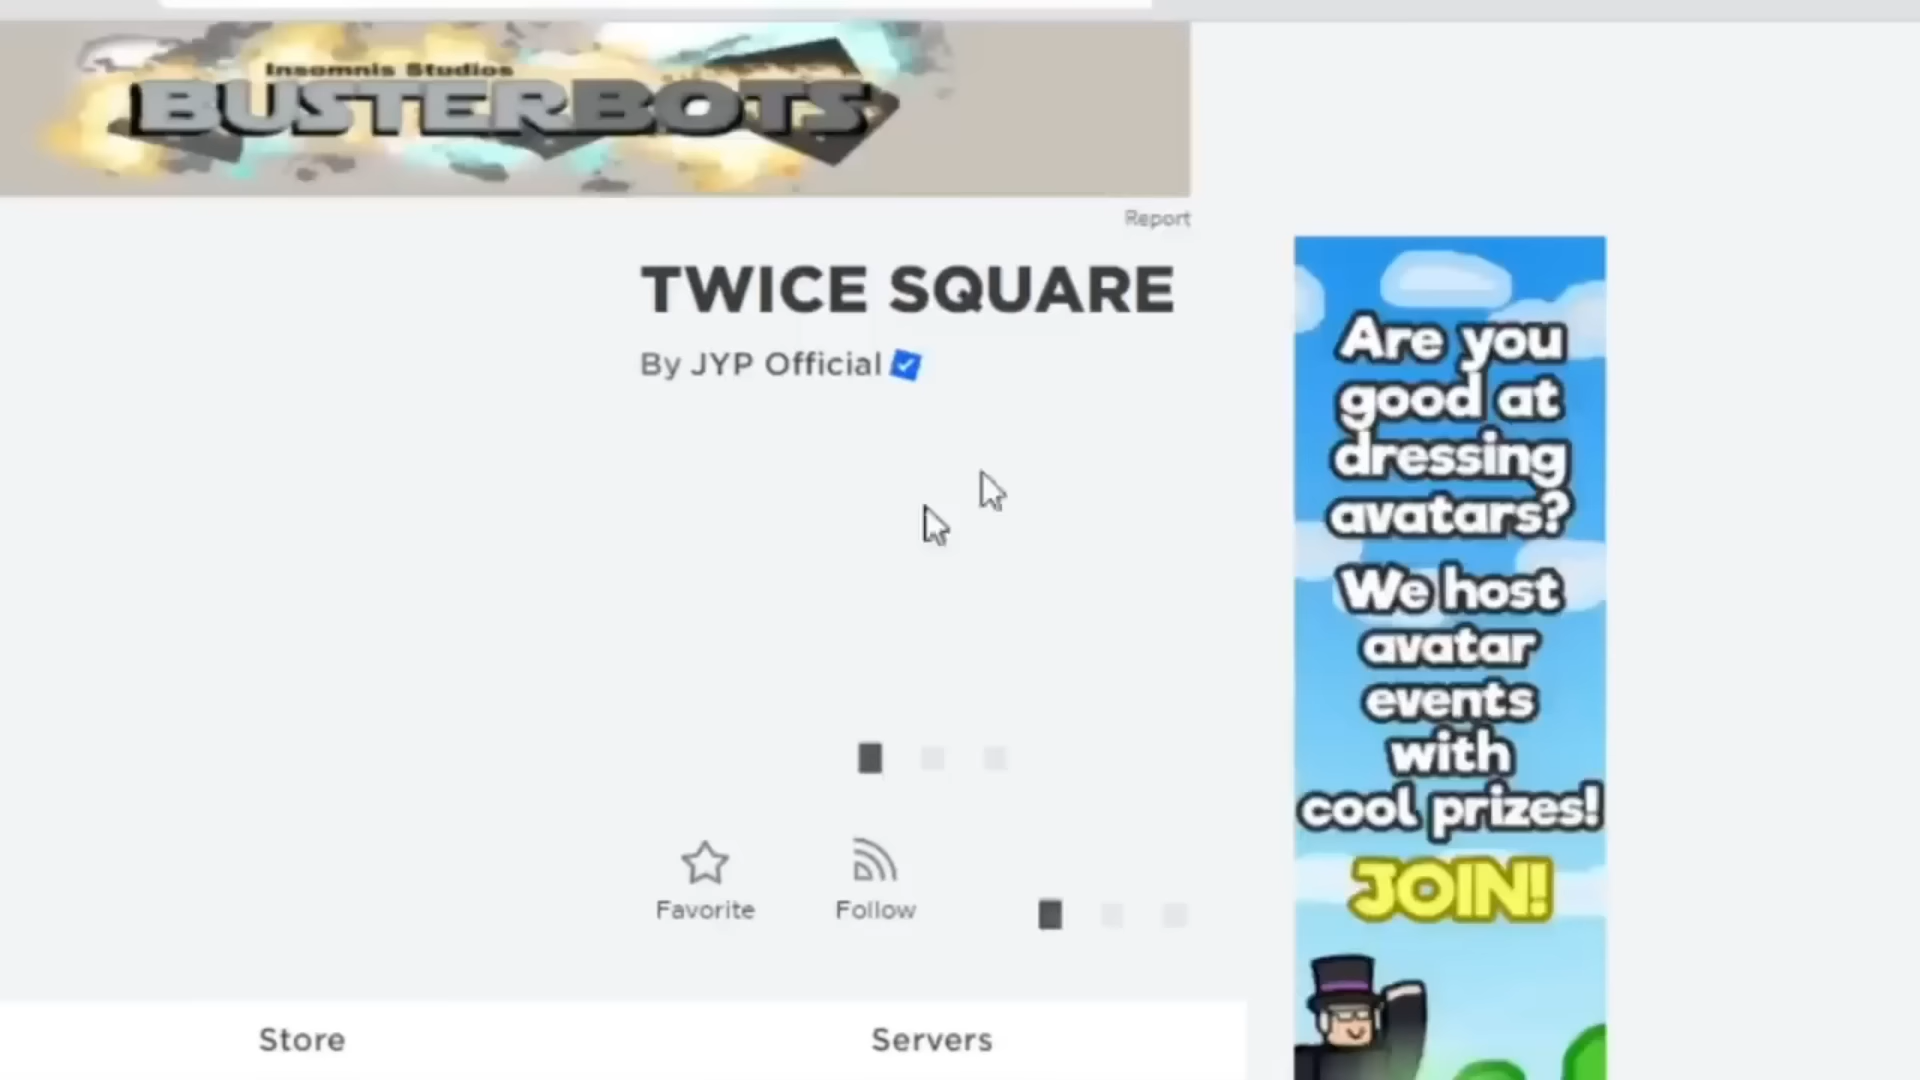 Insomnis Studios
BUSTERBOTS
Report
TWICE SQUARE
By JYP Official
Are you
good at
dressing
avatars?
We host
avatar
events
with
cool prizes!
JOIN!
Favorite
Follow
Store
Servers